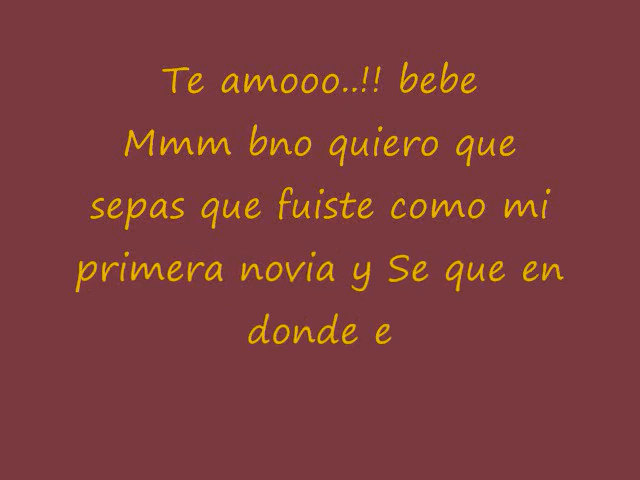 Te amooo..!! bebe
Mmm bno quiero que
sepas que fuiste como mi
primera novia y Se que en
donde e